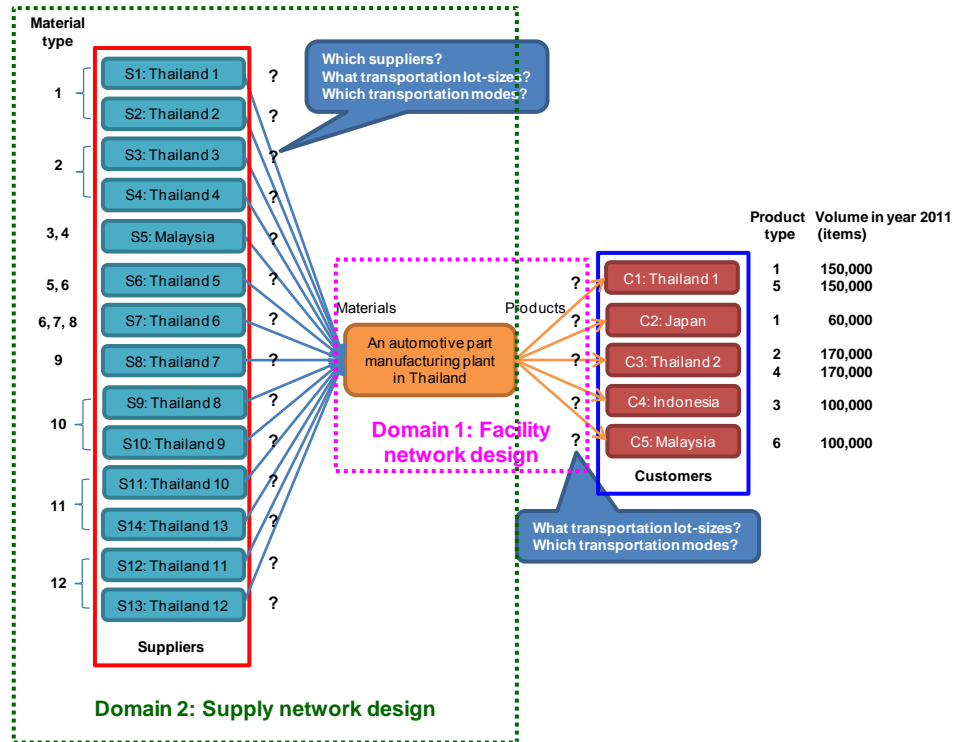 Material
type
1
2
3, 4
5, 6
6, 7, 8
9
10
11
12
S1: Thailand 1
S2: Thailand 2
S3: Thailand 3
S4: Thailand 4
S5: Malaysia
S6: Thailand 5
S7: Thailand 6
S8: Thailand 7
S9: Thailand 8
S10: Thailand 9
S11: Thailand 10
S14: Thailand 13
S12: Thailand 11
S13: Thailand 12
Suppliers
?
?
?
?
?
?
?
?
?
?
?
?
?
?
Which suppliers?
What transportation lot-sizes?
Which transportation modes?
Materials
Products
An automotive part
manufacturing plant
in Thailand
Domain 1: Facility
network design
?
?
?
?
?
C1: Thailand 1
C2: Japan
C3: Thailand 2
C4: Indonesia
C5: Malaysia
Customers
Product Volume in year 2011
type (items)
1 150,000
5 150,000
1 60,000
2 170,000
4 170,000
3 100,000
6 100,000
What transportation lot-sizes?
Which transportation modes?
Domain 2: Supply network design